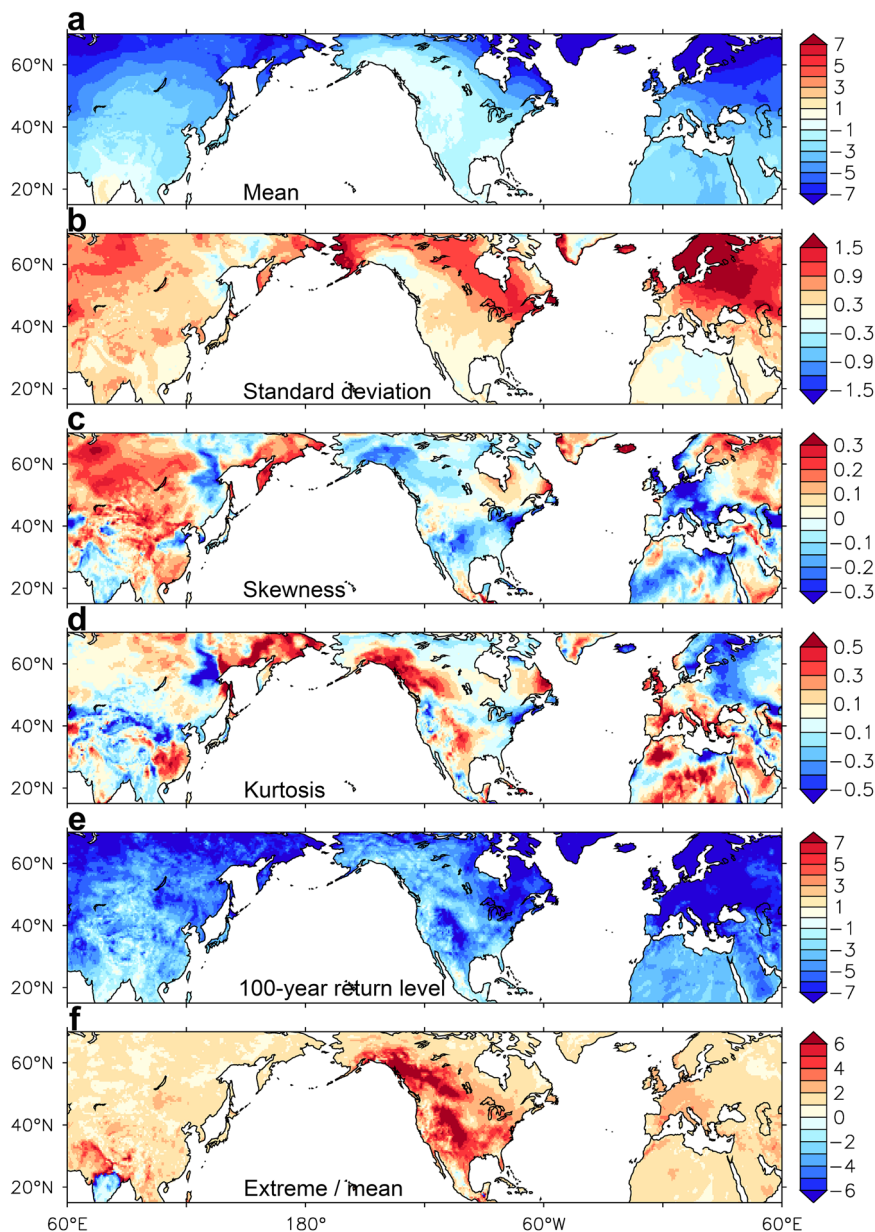 a
60°N
40°N
20°N
Mean
7
5
3
1
-1
-3
-5
-7
b
60°N
40°N
20°N
Standard deviation
1.5
0.9
0.3
-0.3
-0.9
-1.5
c
60°N
40°N
20°N
Skewness
0.3
0.2
0.1
0
-0.1
-0.2
-0.3
d
60°N
40°N
20°N
Kurtosis
0.5
0.3
0.1
-0.1
-0.3
-0.5
e
60°N
40°N
20°N
100-year return level
7
5
3
1
-1
-3
-5
-7
f
60°N
40°N
20°N
Extreme / mean
6
4
2
0
-2
-4
-6
60°E 180° 60°W 60°E